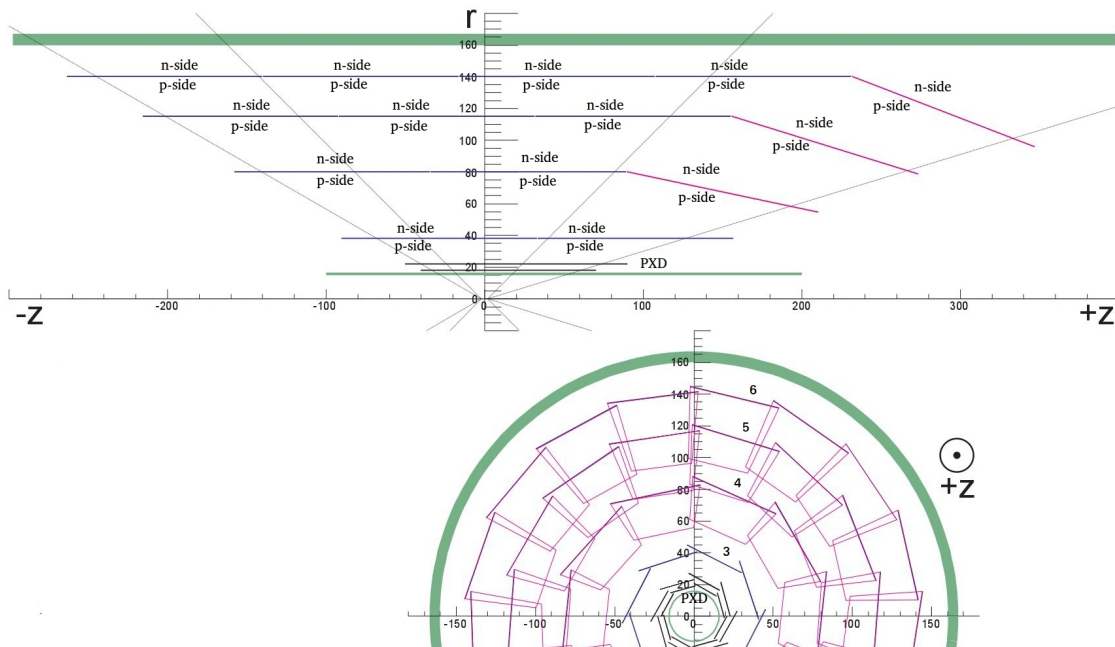 r
160
n-side n-side n-side n-side
140
p-side p-side p-side p-side
n-side
p-side
120
n-side n-side n-side
p-side p-side p-side
n-side
p-side
100
n-side n-side
80
p-side p-side
n-side
p-side
60
n-side n-side
40
p-side p-side
PXD
20
0
-z -200 -100 0 100 200 300 +z
160
6
140
5
120
100
4
80
60
3
40
20
PXD
-150 -100 -50 0 50 100 150
+z